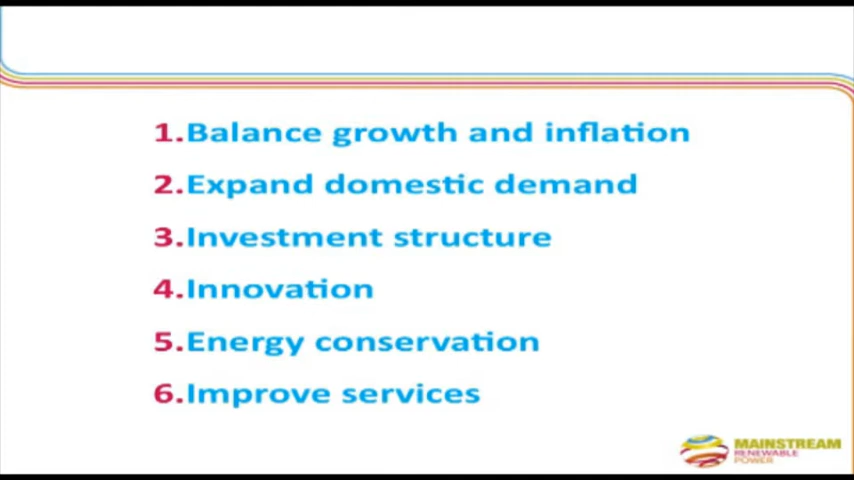 1.Balance growth and inflation
2.Expand domestic demand
3.Investment structure
4.Innovation
5.Energy conservation
6.Improve services
MAINSTREAM
RENEWABLE
POWER